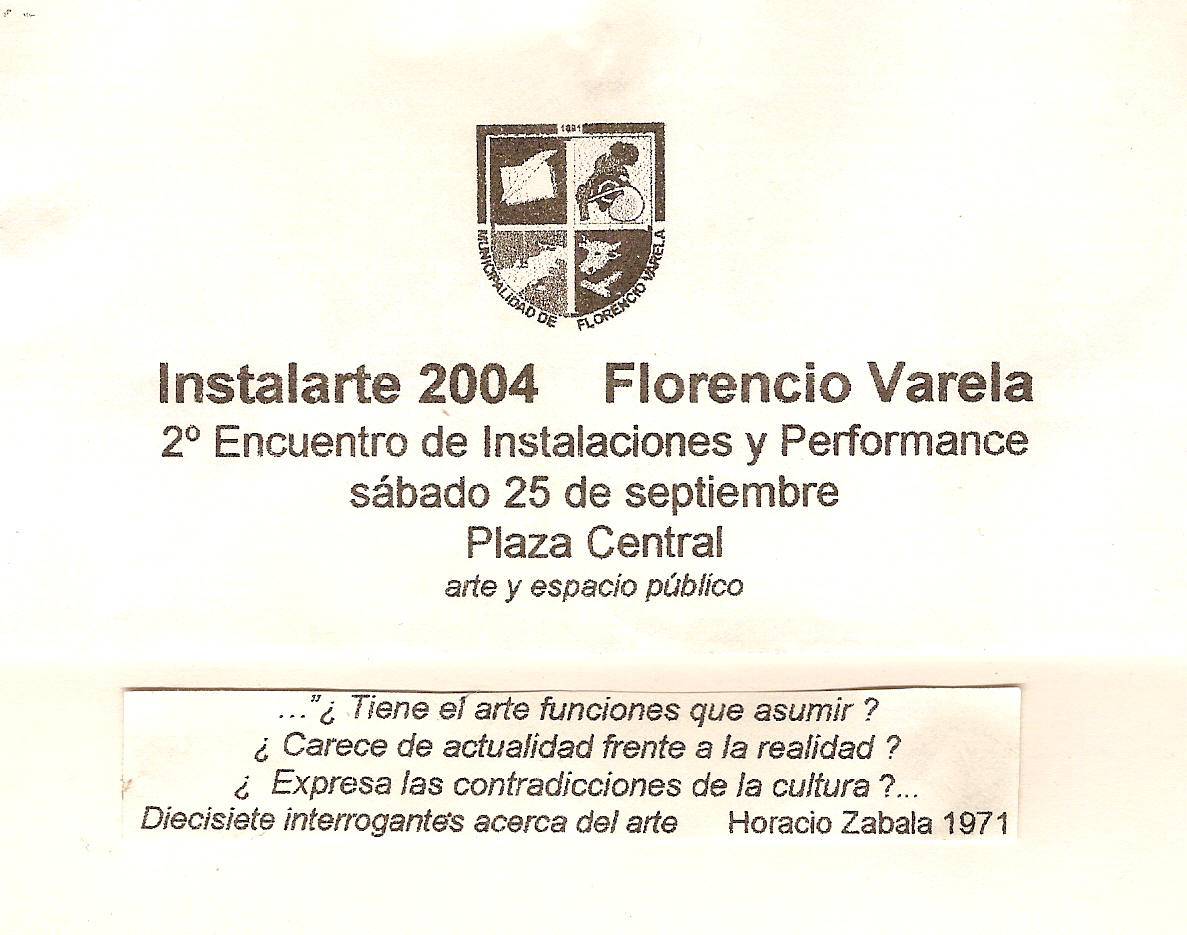 1891
MUNICIPALIDAD DE FLORENCIO VARELA
Instalarte 2004 Florencio Varela
2º Encuentro de Instalaciones y Performance
sábado 25 de septiembre
Plaza Central
arte y espacio público
..."¿ Tiene el arte funciones que asumir ?
¿ Carece de actualidad frente a la realidad ?
¿ Expresa las contradicciones de la cultura ?...
Diecisiete interrogantes acerca del arte Horacio Zabala 1971